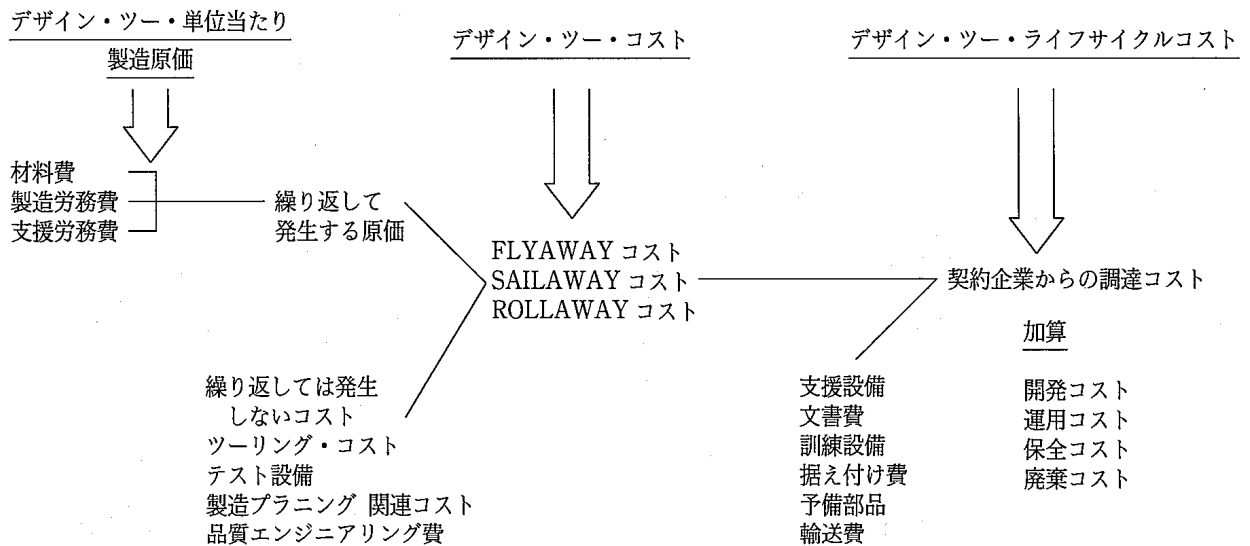 デザイン・ツー・単位当たり
製造原価
デザイン・ツー・コスト
デザイン・ツー・ライフサイクルコスト
材料費
製造労務費
支援労務費
繰り返して
発生する原価
FLYAWAY コスト
SAILAWAY コスト
ROLLAWAY コスト
契約企業からの調達コスト
加算
繰り返しては発生
しないコスト
ツーリング・コスト
テスト設備
製造プラニング 関連コスト
品質エンジニアリング費
支援設備
文書費
訓練設備
据え付け費
予備部品
輸送費
開発コスト
運用コスト
保全コスト
廃棄コスト